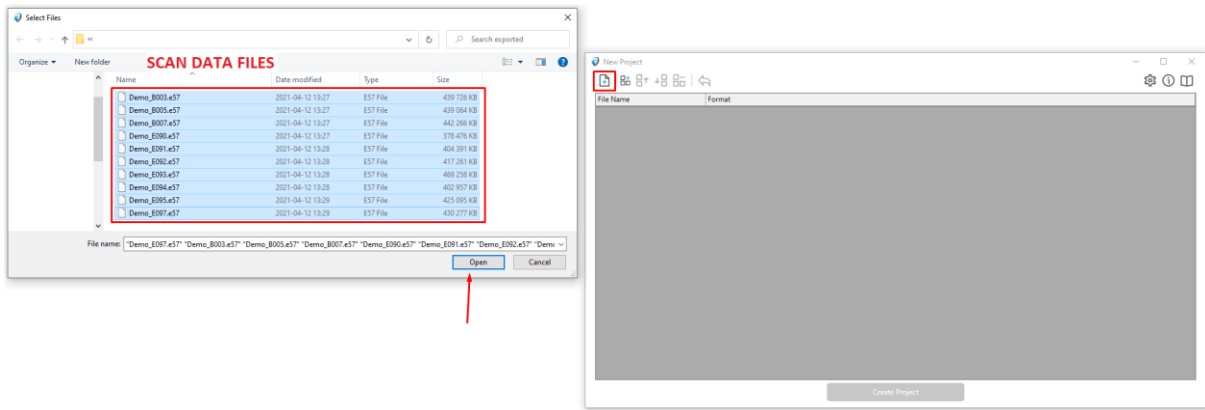 Select Files
Search exported
Organize
New folder
SCAN DATA FILES
Name Date modified Type Size
Demo_B003.e57 2021-04-12 13:27 E57 File 439 726 KB
Demo_B005.e57 2021-04-12 13:27 E57 File 439 064 KB
Demo_B007.e57 2021-04-12 13:27 E57 File 442 266 KB
Demo_E090.e57 2021-04-12 13:27 E57 File 378 476 KB
Demo_E091.e57 2021-04-12 13:28 E57 File 404 391 KB
Demo_E092.e57 2021-04-12 13:28 E57 File 417 261 KB
Demo_E093.e57 2021-04-12 13:28 E57 File 469 258 KB
Demo_E094.e57 2021-04-12 13:28 E57 File 402 957 KB
Demo_E095.e57 2021-04-12 13:29 E57 File 425 095 KB
Demo_E097.e57 2021-04-12 13:29 E57 File 430 277 KB
File name: "Demo_E097.e57" "Demo_B003.e57" "Demo_B005.e57" "Demo_B007.e57" "Demo_E090.e57" "Demo_E091.e57" "Demo_E092.e57" "Demc
Open Cancel
New Project
File Name Format
Create Project